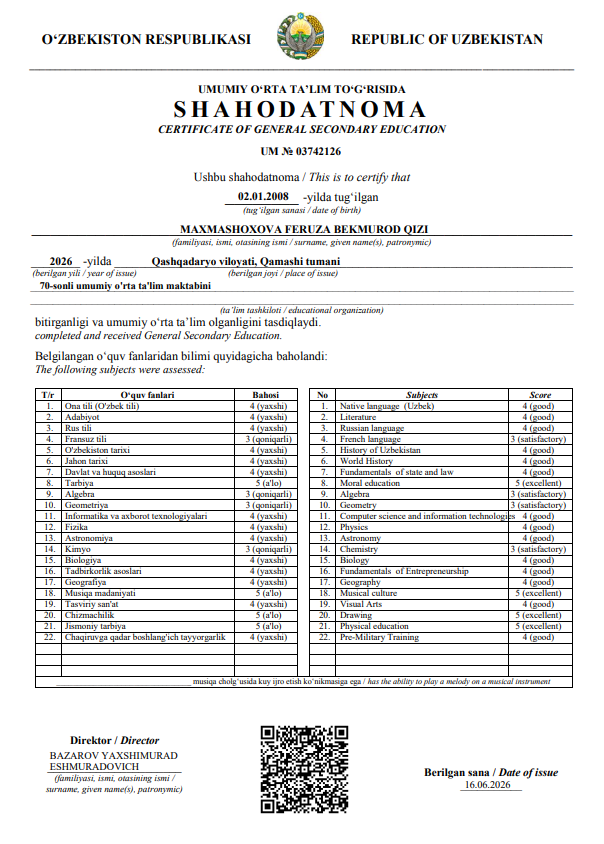 O‘ZBEKISTON RESPUBLIKASI REPUBLIC OF UZBEKISTAN
UMUMIY O‘RTA TA’LIM TO‘G‘RISIDA
SHAHODATNOMA
CERTIFICATE OF GENERAL SECONDARY EDUCATION
UM № 03742126
Ushbu shahodatnoma / This is to certify that
02.01.2008 -yilda tug‘ilgan
(tug‘ilgan sanasi / date of birth)
MAXMASHOXOVA FERUZA BEKMUROD QIZI
(familiyasi, ismi, otasining ismi / surname, given name(s), patronymic)
2026 -yilda Qashqadaryo viloyati, Qamashi tumani
(berilgan yili / year of issue) (berilgan joyi / place of issue)
70-sonli umumiy o'rta ta'lim maktabini
(ta’lim tashkiloti / educational organization)
bitirganligi va umumiy o‘rta ta’lim olganligini tasdiqlaydi.
completed and received General Secondary Education.
Belgilangan o‘quv fanlaridan bilimi quyidagicha baholandi:
The following subjects were assessed:
T/r O‘quv fanlari Bahosi No Subjects Score
1. Ona tili (O'zbek tili) 4 (yaxshi) 1. Native language (Uzbek) 4 (good)
2. Adabiyot 4 (yaxshi) 2. Literature 4 (good)
3. Rus tili 4 (yaxshi) 3. Russian language 4 (good)
4. Fransuz tili 3 (qoniqarli) 4. French language 3 (satisfactory)
5. O'zbekiston tarixi 4 (yaxshi) 5. History of Uzbekistan 4 (good)
6. Jahon tarixi 4 (yaxshi) 6. World History 4 (good)
7. Davlat va huquq asoslari 4 (yaxshi) 7. Fundamentals of state and law 4 (good)
8. Tarbiya 5 (a'lo) 8. Moral education 5 (excellent)
9. Algebra 3 (qoniqarli) 9. Algebra 3 (satisfactory)
10. Geometriya 3 (qoniqarli) 10. Geometry 3 (satisfactory)
11. Informatika va axborot texnologiyalari 4 (yaxshi) 11. Computer science and information technologies 4 (good)
12. Fizika 4 (yaxshi) 12. Physics 4 (good)
13. Astronomiya 4 (yaxshi) 13. Astronomy 4 (good)
14. Kimyo 3 (qoniqarli) 14. Chemistry 3 (satisfactory)
15. Biologiya 4 (yaxshi) 15. Biology 4 (good)
16. Tadbirkorlik asoslari 4 (yaxshi) 16. Fundamentals of Entrepreneurship 4 (good)
17. Geografiya 4 (yaxshi) 17. Geography 4 (good)
18. Musiqa madaniyati 5 (a'lo) 18. Musical culture 5 (excellent)
19. Tasviriy san'at 4 (yaxshi) 19. Visual Arts 4 (good)
20. Chizmachilik 5 (a'lo) 20. Drawing 5 (excellent)
21. Jismoniy tarbiya 5 (a'lo) 21. Physical education 5 (excellent)
22. Chaqiruvga qadar boshlang'ich tayyorgarlik 4 (yaxshi) 22. Pre-Military Training 4 (good)
musiqa cholg‘usida kuy ijro etish ko‘nikmasiga ega / has the ability to play a melody on a musical instrument
Direktor / Director
BAZAROV YAXSHIMURAD
ESHMURADOVICH
(familiyasi, ismi, otasining ismi /
surname, given name(s), patronymic)
Berilgan sana / Date of issue
16.06.2026